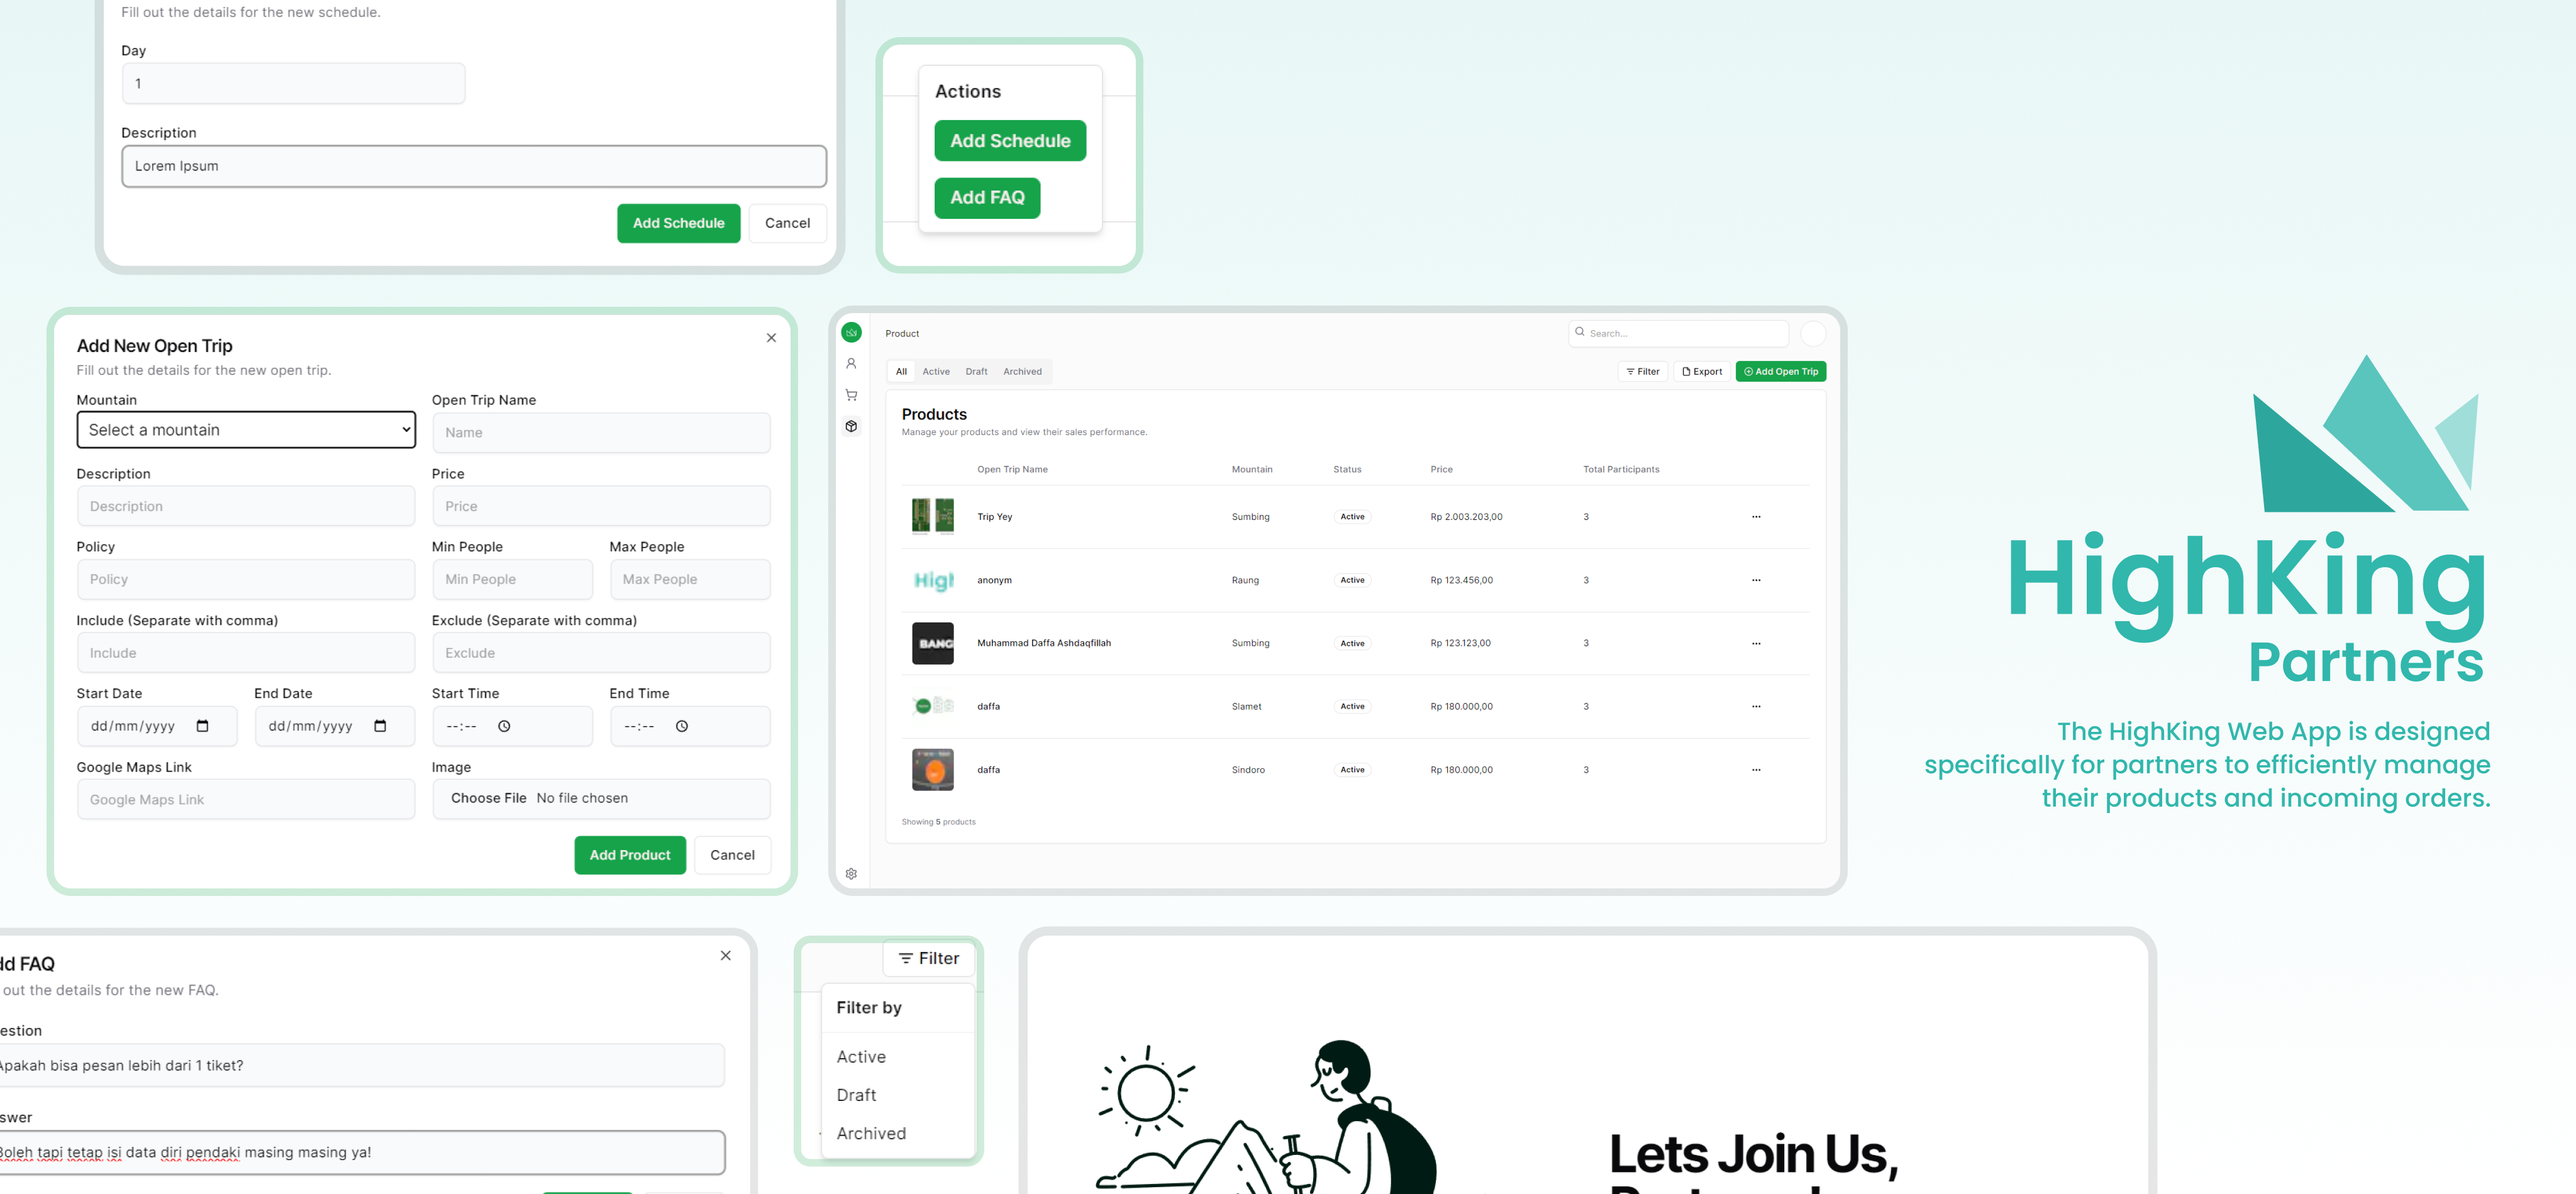 Fill out the details for the new schedule.
Day
1
Description
Lorem Ipsum
Add Schedule Cancel
Actions
Add Schedule
Add FAQ
Add New Open Trip
Fill out the details for the new open trip.
Mountain Open Trip Name
Select a mountain Name
Description Price
Description Price
Policy Min People Max People
Policy Min People Max People
Include (Separate with comma) Exclude (Separate with comma)
Include Exclude
Start Date End Date Start Time End Time
dd/mm/yyyy dd/mm/yyyy --:-- --:--
Google Maps Link Image
Google Maps Link Choose File No file chosen
Add Product Cancel
Product Search...
All Active Draft Archived Filter Export Add Open Trip
Products
Manage your products and view their sales performance.
Open Trip Name Mountain Status Price Total Participants
Trip Yey Sumbing Active Rp 2.003.203,00 3 ...
High anonym Raung Active Rp 123.456,00 3 ...
BANG Muhammad Daffa Ashdaqfillah Sumbing Active Rp 123.123,00 3 ...
daffa Slamet Active Rp 180.000,00 3 ...
daffa Sindoro Active Rp 180.000,00 3 ...
Showing 5 products
HighKing
Partners
The HighKing Web App is designed
specifically for partners to efficiently manage
their products and incoming orders.
dd FAQ
out the details for the new FAQ.
estion
Apakah bisa pesan lebih dari 1 tiket?
swer
Boleh tapi tetap isi data diri pendaki masing masing ya!
Filter
Filter by
Active
Draft
Archived
Lets Join Us,